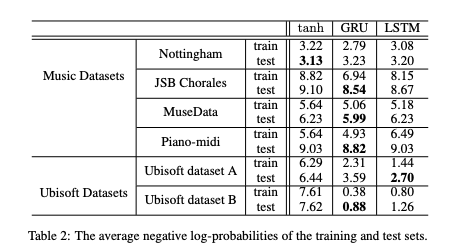 tanh GRU LSTM
Music Datasets Nottingham train 3.22 2.79 3.08
test 3.13 3.23 3.20
JSB Chorales train 8.82 6.94 8.15
test 9.10 8.54 8.67
MuseData train 5.64 5.06 5.18
test 6.23 5.99 6.23
Piano-midi train 5.64 4.93 6.49
test 9.03 8.82 9.03
Ubisoft Datasets Ubisoft dataset A train 6.29 2.31 1.44
test 6.44 3.59 2.70
Ubisoft dataset B train 7.61 0.38 0.80
test 7.62 0.88 1.26
Table 2: The average negative log-probabilities of the training and test sets.